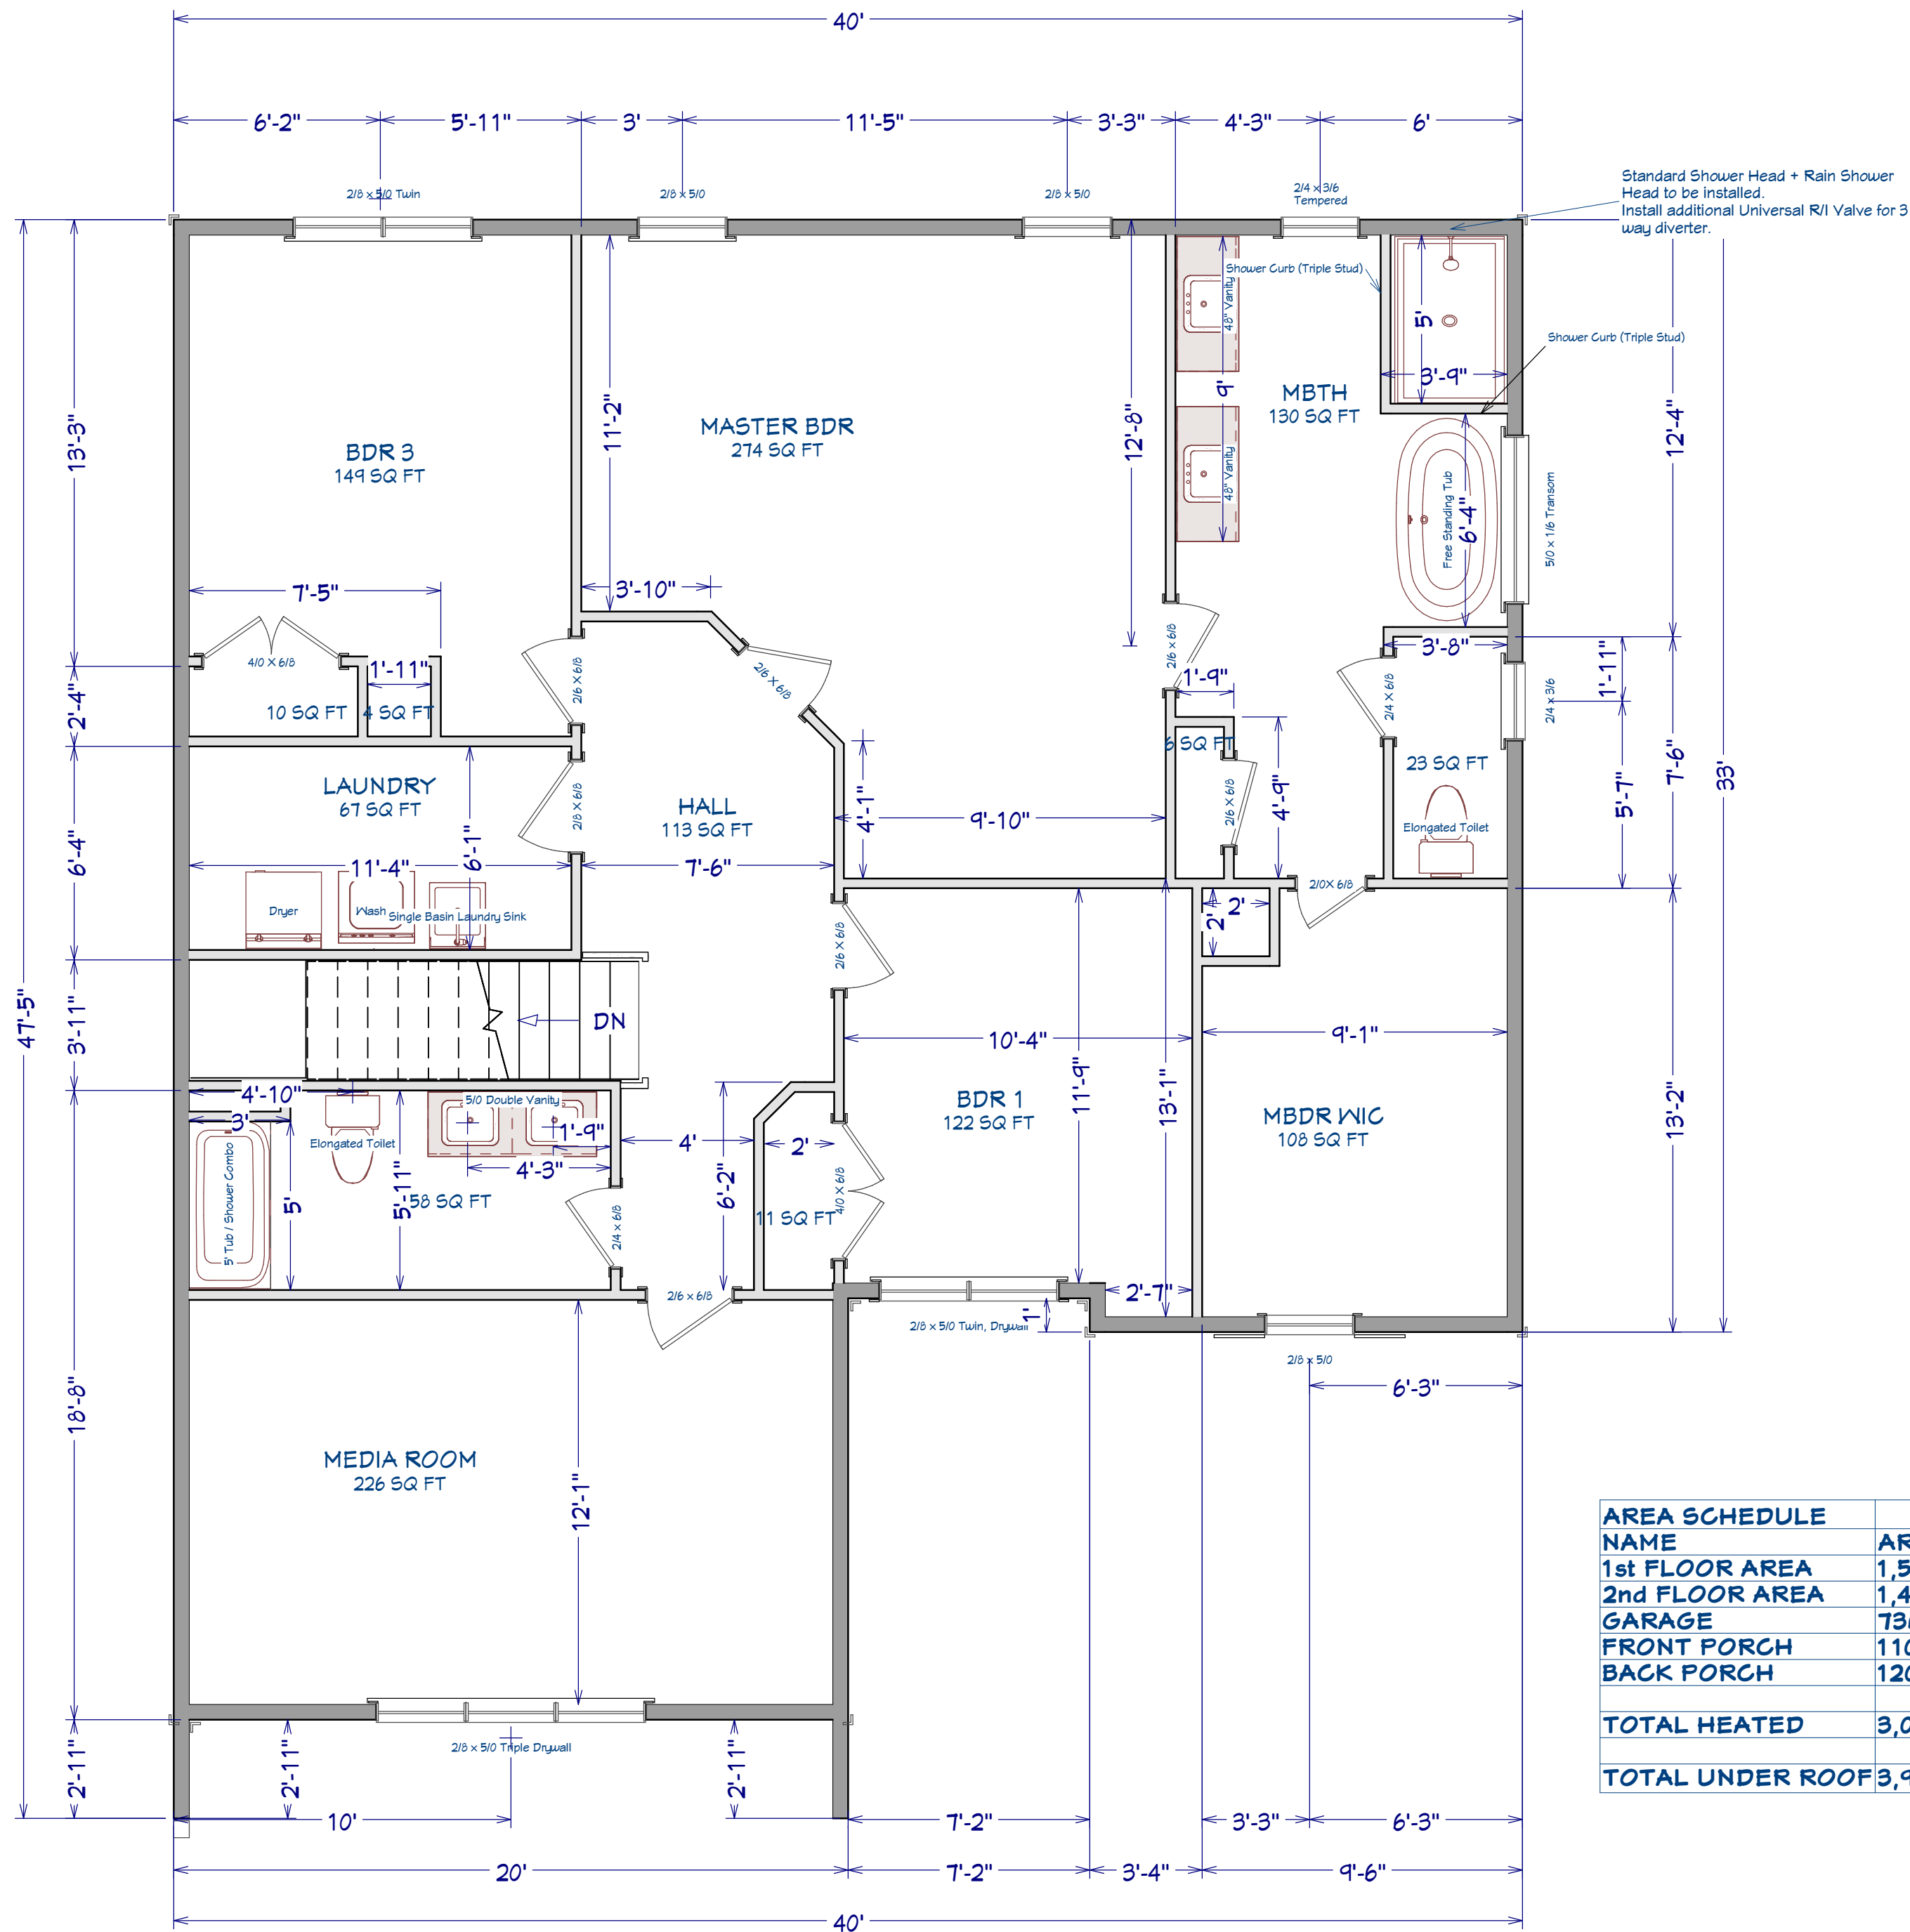 40'
6'-2"
5'-11"
3'
11'-5"
3'-3"
4'-3"
6'
2/8 x 5/0 Twin
2/8 x 5/0
2/8 x 5/0
2/4 x 3/6
Tempered
Standard Shower Head + Rain Shower
Head to be installed.
Install additional Universal R/I Valve for 3
way diverter.
Shower Curb (Triple Stud)
Shower Curb (Triple Stud)
48" Vanity
48" Vanity
9'
5'
3'-9"
MBTH
130 SQ FT
Free Standing Tub
6'-4"
5/0 x 1/6 Transom
12'-4"
13'-3"
11'-2"
12'-8"
MASTER BDR
274 SQ FT
BDR 3
149 SQ FT
7'-5"
3'-10"
4/0 X 6/8
1'-11"
10 SQ FT
4 SQ FT
2/6 X 6/8
2/6 X 6/8
2/6 X 6/8
1'-9"
3'-8"
2/4 X 6/8
2/4 x 3/6
1'-11"
2'-4"
6 SQ FT
23 SQ FT
2/6 X 6/8
4'-9"
5'-7"
7'-6"
33'
Elongated Toilet
LAUNDRY
67 SQ FT
2/8 X 6/8
HALL
113 SQ FT
4'-1"
9'-10"
6'-4"
11'-4"
6'-1"
7'-6"
Dryer
Wash
Single Basin Laundry Sink
2/0X 6/8
2'
2'
2/6 X 6/8
47'-5"
3'-11"
DN
10'-4"
9'-1"
BDR 1
122 SQ FT
11'-9"
13'-1"
MBDR WIC
108 SQ FT
13'-2"
4'-10"
3'
5/0 Double Vanity
Elongated Toilet
1'-9"
4'-3"
4'
2'
5' Tub / Shower Combo
5'
5'-11"
58 SQ FT
6'-2"
11 SQ FT
4/0 X 6/8
2/4 x 6/8
2/6 x 6/8
2'-7"
1'
2/8 x 5/0 Twin, Drywall
2/8 x 5/0
6'-3"
18'-8"
MEDIA ROOM
226 SQ FT
12'-1"
AREA SCHEDULE
NAME
1st FLOOR AREA 1,5
2nd FLOOR AREA 1,4
GARAGE 73
FRONT PORCH 110
BACK PORCH 120
TOTAL HEATED 3,0
TOTAL UNDER ROOF 3,9
2/8 x 5/0 Triple Drywall
2'-11"
2'-11"
2'-11"
10'
7'-2"
3'-3"
6'-3"
20'
7'-2"
3'-4"
9'-6"
40'